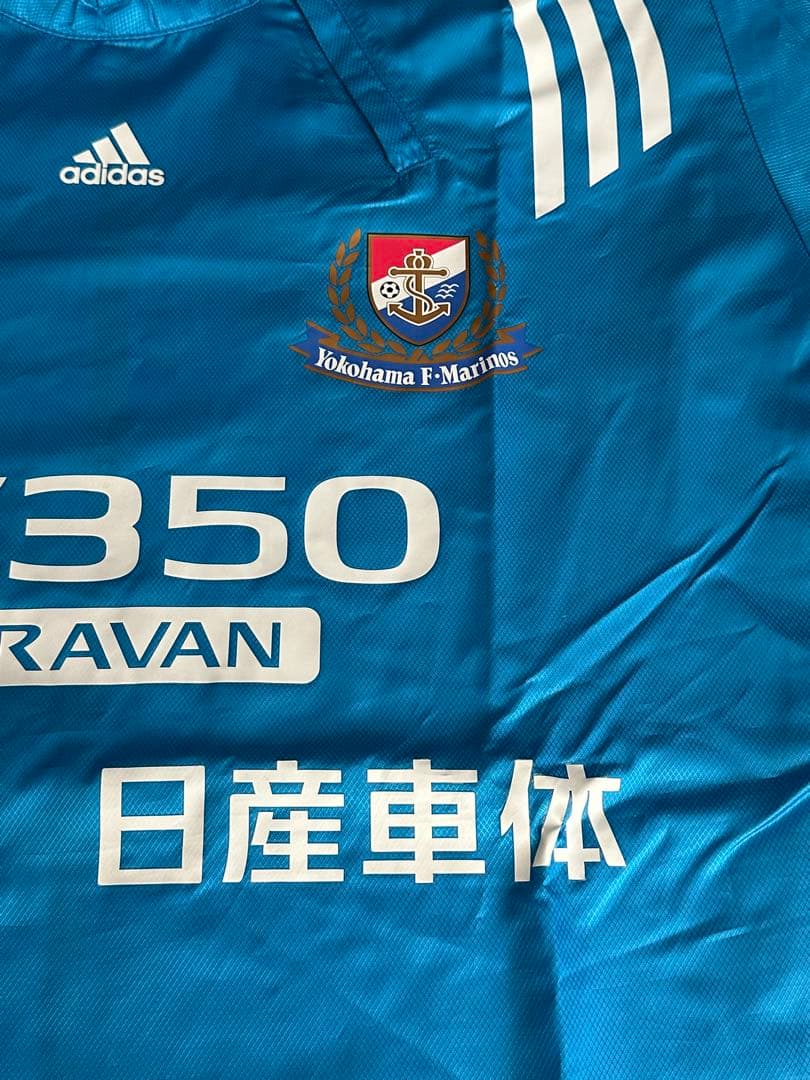 adidas
Yokohama F·Marinos
350
RAVAN
日産車体